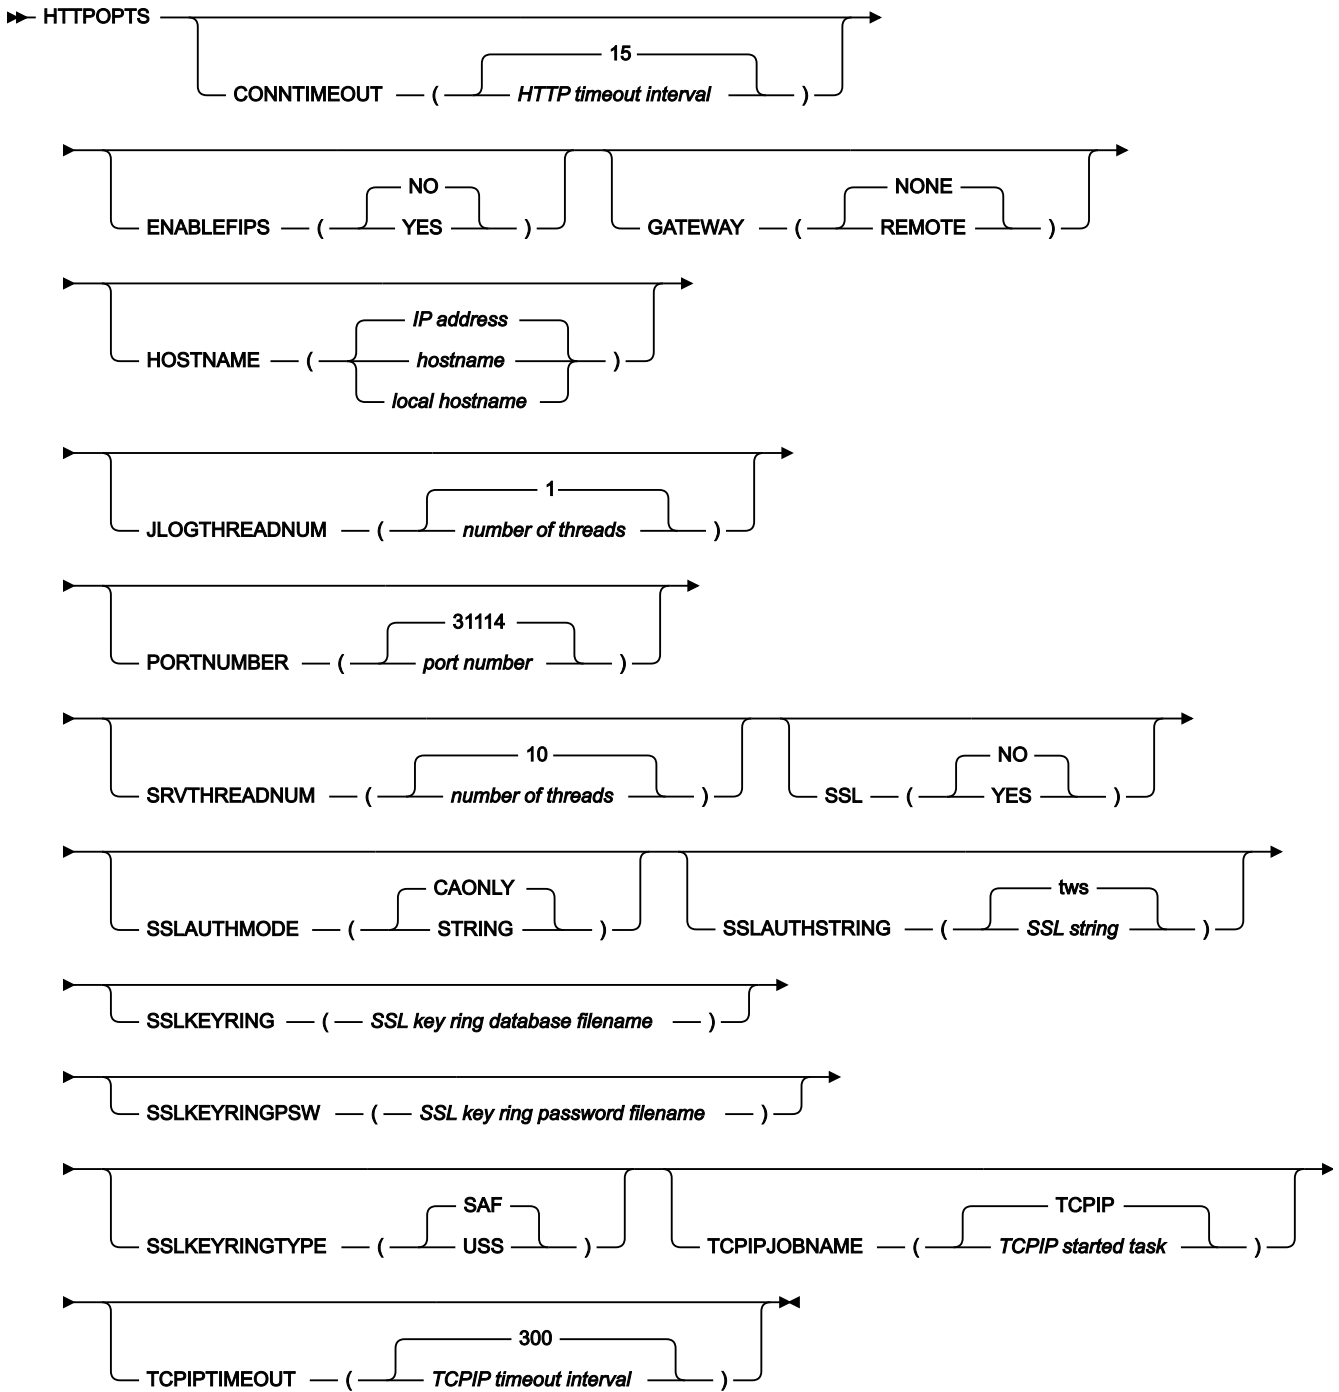 HTTPOPTS
15
CONNTIMEOUT ( HTTP timeout interval )
NO NONE
ENABLEFIPS ( YES ) GATEWAY ( REMOTE )
IP address
HOSTNAME ( hostname )
local hostname
1
JLOGTHREADNUM ( number of threads )
31114
PORTNUMBER ( port number )
10 NO
SRVTHREADNUM ( number of threads ) SSL ( YES )
CAONLY tws
SSLAUTHMODE ( STRING ) SSLAUTHSTRING ( SSL string )
SSLKEYRING ( SSL key ring database filename )
SSLKEYRINGPSW ( SSL key ring password filename )
SAF TCPIP
SSLKEYRINGTYPE ( USS ) TCPIPJOBNAME ( TCPIP started task )
300
TCPIPTIMEOUT ( TCPIP timeout interval )